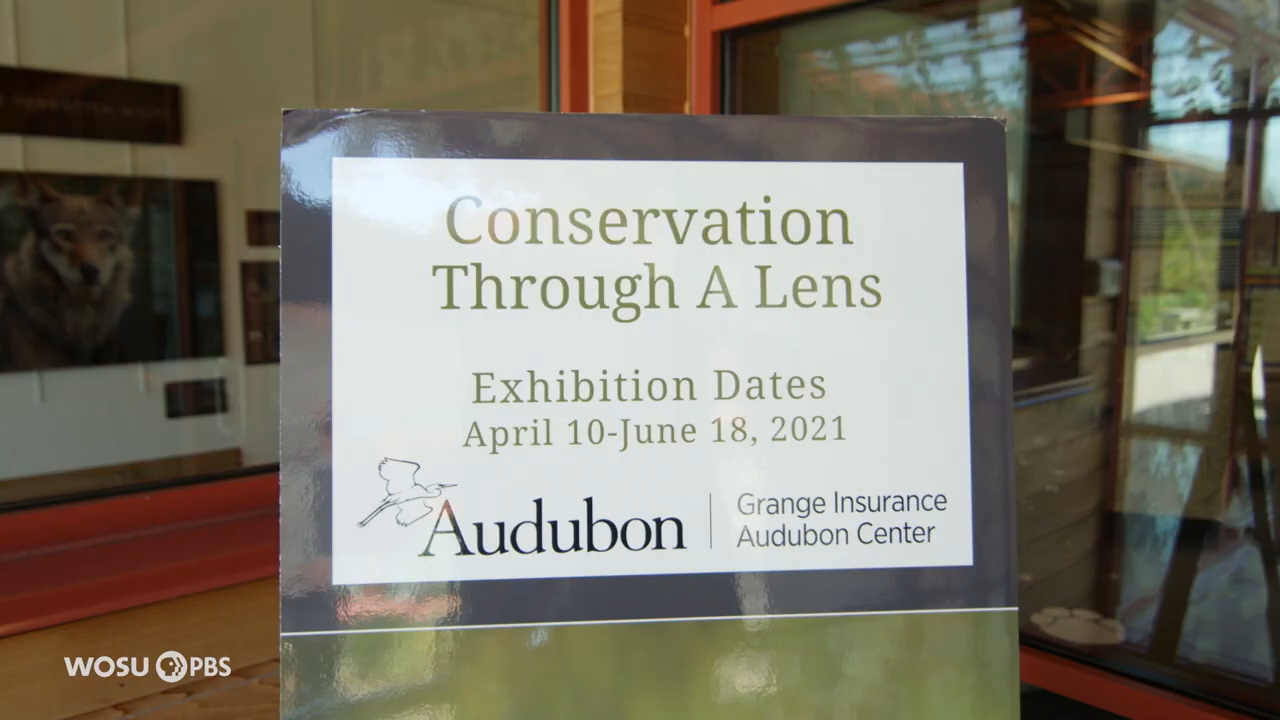 Conservation
Through A Lens
Exhibition Dates
April 10-June 18, 2021
Audubon
Grange Insurance
Audubon Center
WOSU PBS